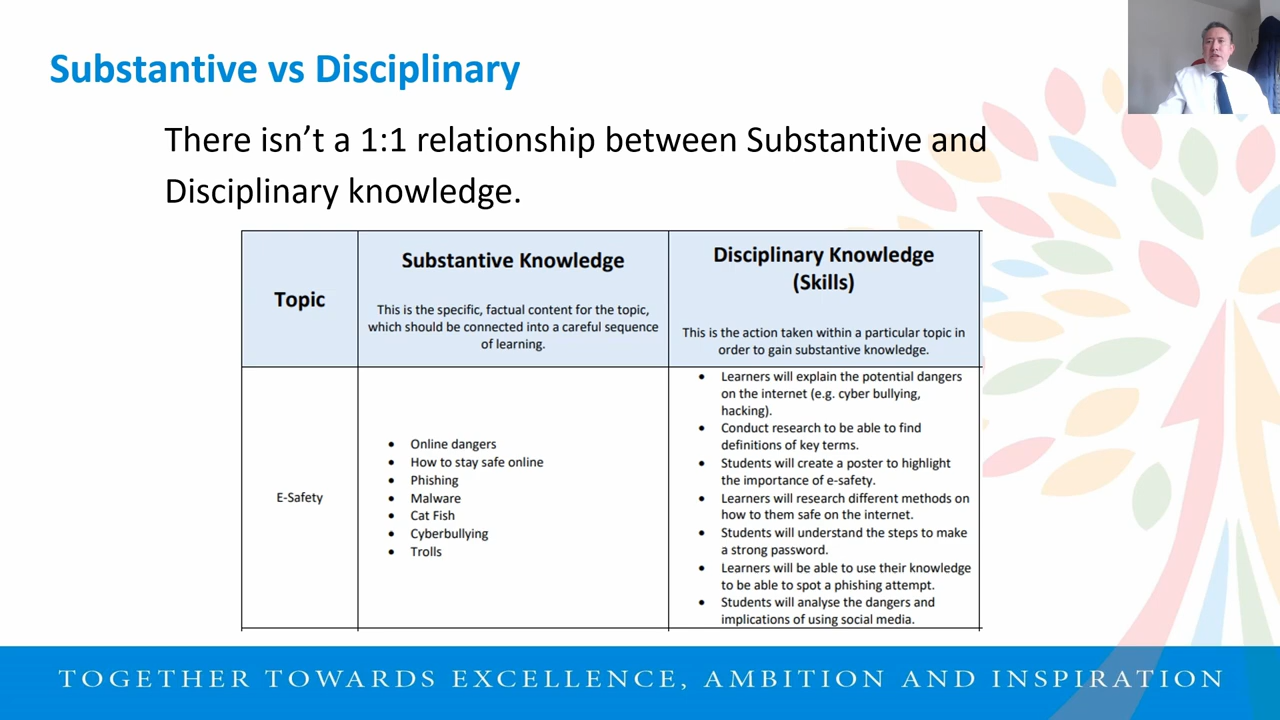 Substantive vs Disciplinary
There isn’t a 1:1 relationship between Substantive and
Disciplinary knowledge.
Topic
Substantive Knowledge
This is the specific, factual content for the topic,
which should be connected into a careful sequence
of learning.
Disciplinary Knowledge
(Skills)
This is the action taken within a particular topic in
order to gain substantive knowledge.
E-Safety
• Online dangers
• How to stay safe online
• Phishing
• Malware
• Cat Fish
• Cyberbullying
• Trolls
• Learners will explain the potential dangers
on the internet (e.g. cyber bullying,
hacking).
• Conduct research to be able to find
definitions of key terms.
• Students will create a poster to highlight
the importance of e-safety.
• Learners will research different methods on
how to them safe on the internet.
• Students will understand the steps to make
a strong password.
• Learners will be able to use their knowledge
to be able to spot a phishing attempt.
• Students will analyse the dangers and
implications of using social media.
TOGETHER TOWARDS EXCELLENCE, AMBITION AND INSPIRATION